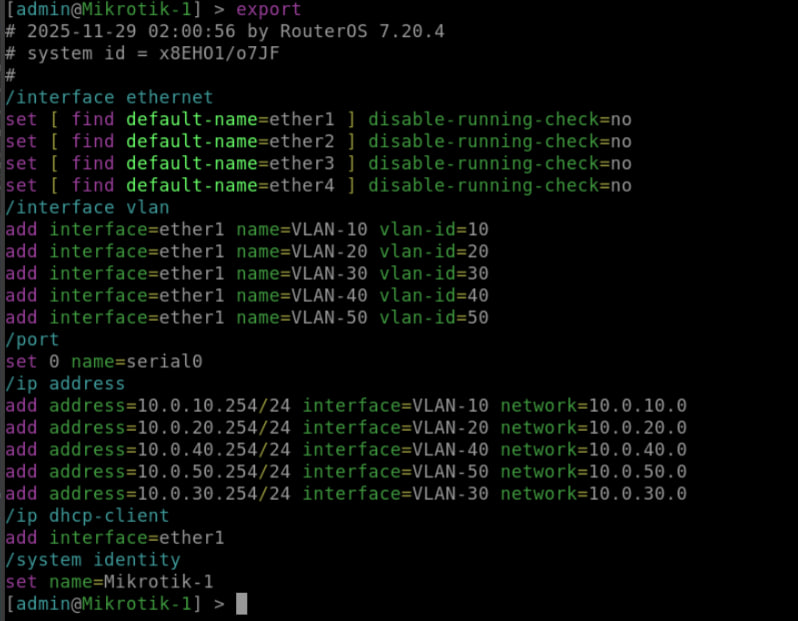 [admin@Mikrotik-1] > export
# 2025-11-29 02:00:56 by RouterOS 7.20.4
# system id = x8EHO1/o7JF
#
/interface ethernet
set [ find default-name=ether1 ] disable-running-check=no
set [ find default-name=ether2 ] disable-running-check=no
set [ find default-name=ether3 ] disable-running-check=no
set [ find default-name=ether4 ] disable-running-check=no
/interface vlan
add interface=ether1 name=VLAN-10 vlan-id=10
add interface=ether1 name=VLAN-20 vlan-id=20
add interface=ether1 name=VLAN-30 vlan-id=30
add interface=ether1 name=VLAN-40 vlan-id=40
add interface=ether1 name=VLAN-50 vlan-id=50
/port
set 0 name=serial0
/ip address
add address=10.0.10.254/24 interface=VLAN-10 network=10.0.10.0
add address=10.0.20.254/24 interface=VLAN-20 network=10.0.20.0
add address=10.0.40.254/24 interface=VLAN-40 network=10.0.40.0
add address=10.0.50.254/24 interface=VLAN-50 network=10.0.50.0
add address=10.0.30.254/24 interface=VLAN-30 network=10.0.30.0
/ip dhcp-client
add interface=ether1
/system identity
set name=Mikrotik-1
[admin@Mikrotik-1] >